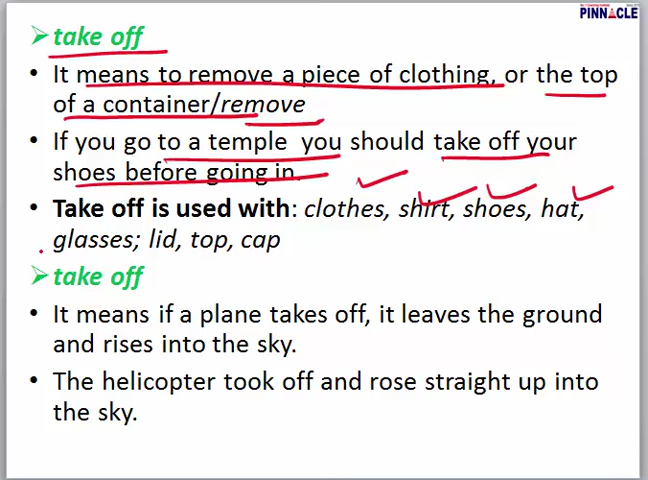 PINNACLE
➢take off
• It means to remove a piece of clothing, or the top
of a container/remove
• If you go to a temple you should take off your
shoes before going in.
• Take off is used with: clothes, shirt, shoes, hat,
glasses; lid, top, cap
➢take off
• It means if a plane takes off, it leaves the ground
and rises into the sky.
• The helicopter took off and rose straight up into
the sky.